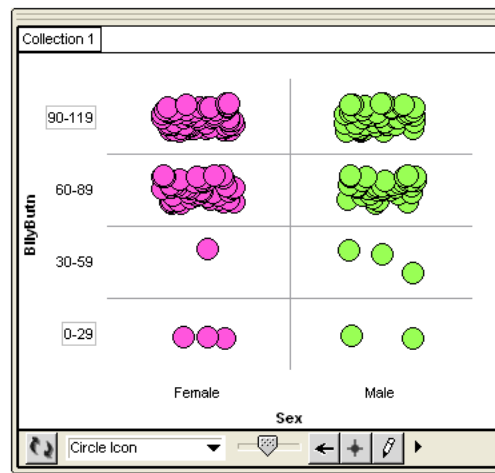 Collection 1
90-119
60-89
BllyButn
30-59
0-29
Female Male
Sex
Circle Icon